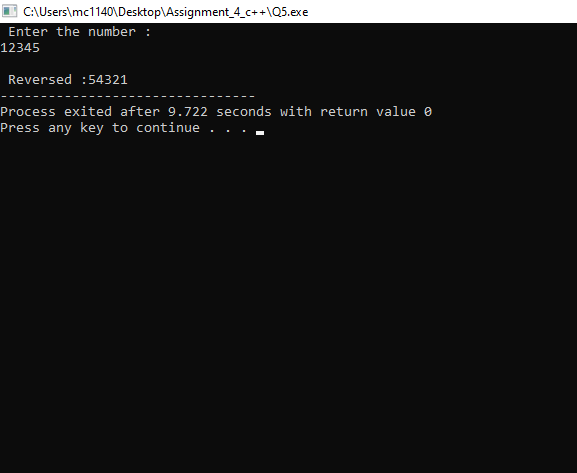 C:\Users\mc1140\Desktop\Assignment_4_c++\Q5.exe
Enter the number :
12345
Reversed :54321
--------------------------------
Process exited after 9.722 seconds with return value 0
Press any key to continue . . .